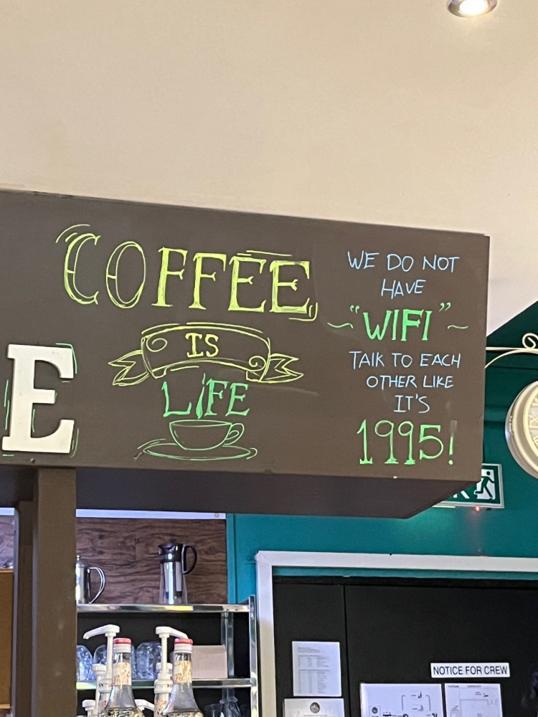 COFFEE
IS
LIFE
E
WE DO NOT
HAVE
~"WIFI"~
TALK TO EACH
OTHER LIKE
IT'S
1995!
NOTICE FOR CREW